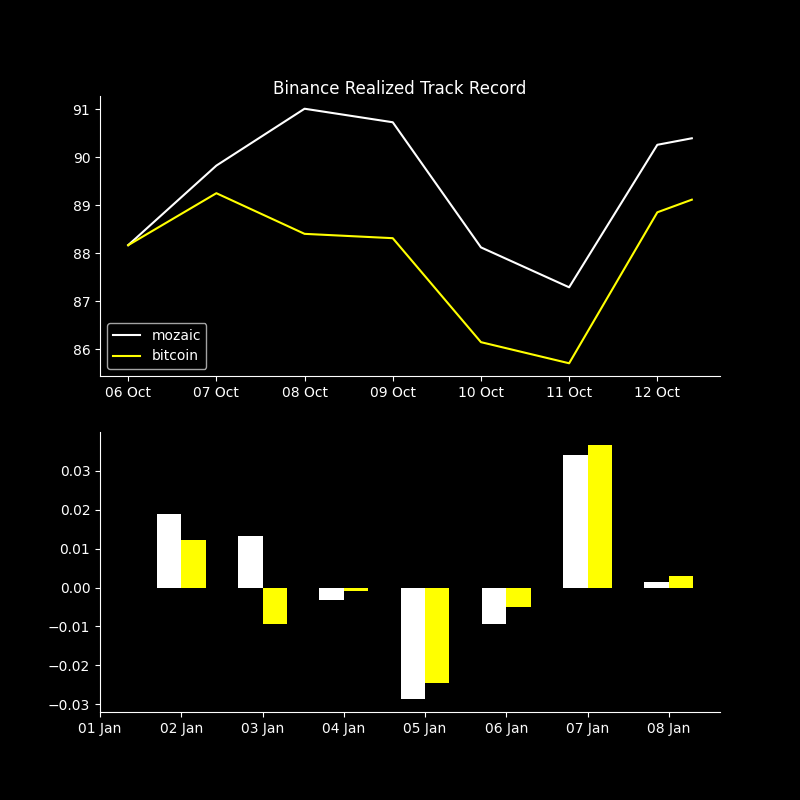 Binance Realized Track Record
91
90
89
88
87
86
mozaic
bitcoin
06 Oct 07 Oct 08 Oct 09 Oct 10 Oct 11 Oct 12 Oct
0.03
0.02
0.01
0.00
−0.01
−0.02
−0.03
01 Jan 02 Jan 03 Jan 04 Jan 05 Jan 06 Jan 07 Jan 08 Jan